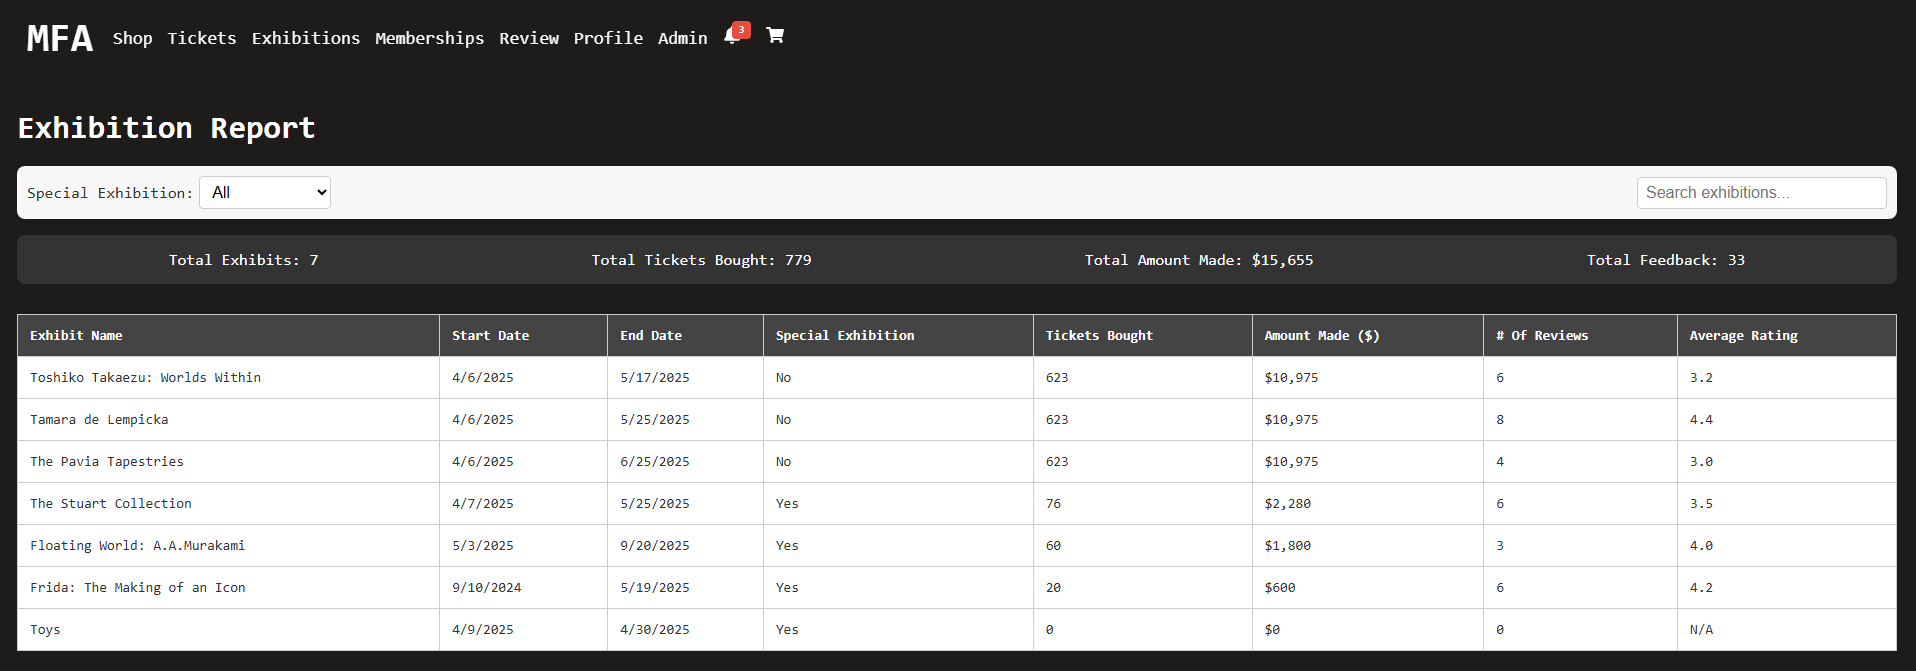 MFA Shop Tickets Exhibitions Memberships Review Profile Admin 3
Exhibition Report
Special Exhibition: All Search exhibitions...
Total Exhibits: 7 Total Tickets Bought: 779 Total Amount Made: $15,655 Total Feedback: 33
Exhibit Name Start Date End Date Special Exhibition Tickets Bought Amount Made ($) # Of Reviews Average Rating
Toshiko Takaezu: Worlds Within 4/6/2025 5/17/2025 No 623 $10,975 6 3.2
Tamara de Lempicka 4/6/2025 5/25/2025 No 623 $10,975 8 4.4
The Pavia Tapestries 4/6/2025 6/25/2025 No 623 $10,975 4 3.0
The Stuart Collection 4/7/2025 5/25/2025 Yes 76 $2,280 6 3.5
Floating World: A.A.Murakami 5/3/2025 9/20/2025 Yes 60 $1,800 3 4.0
Frida: The Making of an Icon 9/10/2024 5/19/2025 Yes 20 $600 6 4.2
Toys 4/9/2025 4/30/2025 Yes 0 $0 0 N/A